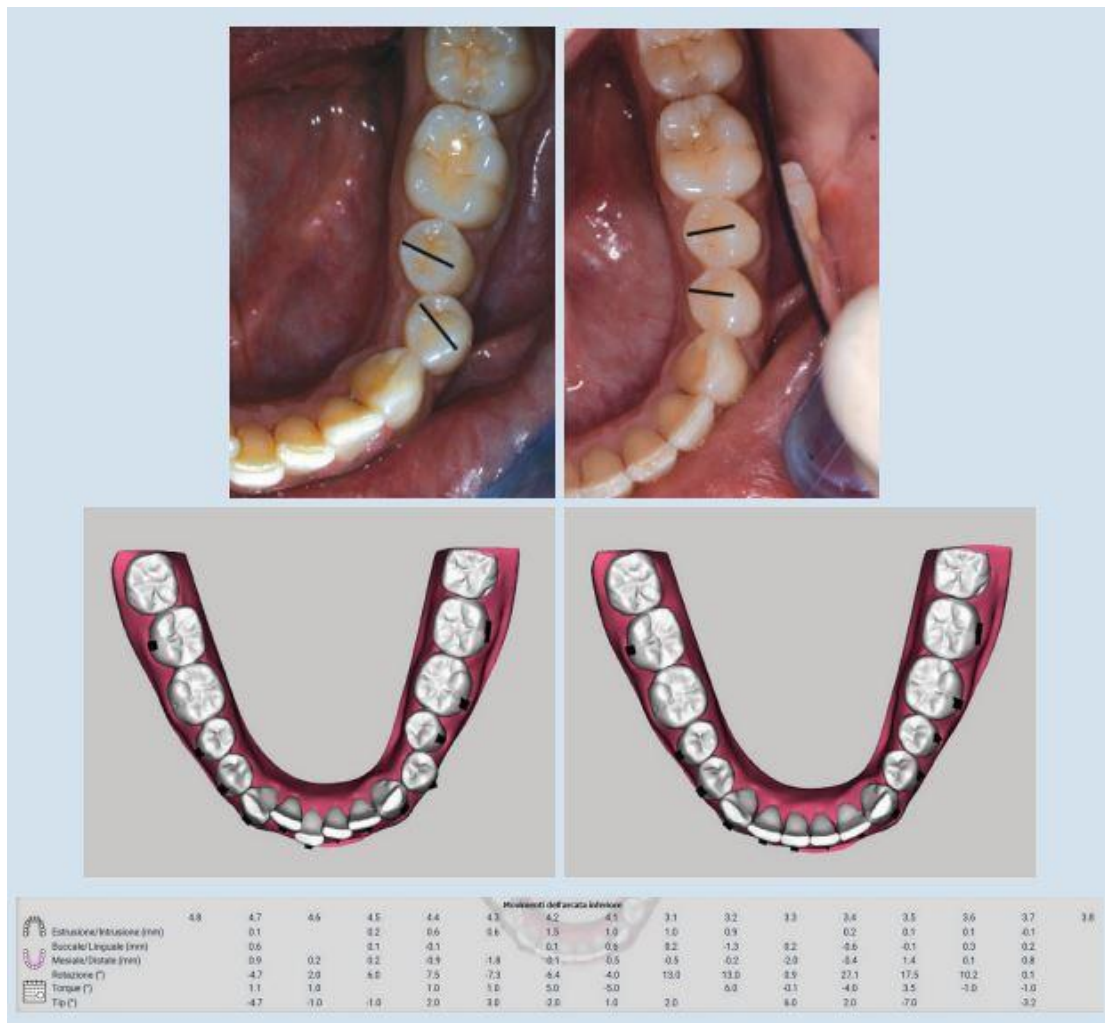 Movimenti dell'arcata inferiore
4.8 4.7 4.6 4.5 4.4 4.3 4.2 4.1 3.1 3.2 3.3 3.4 3.5 3.6 3.7 3.8
Estrusione/Intrusione (mm) 0.1 0.2 0.6 0.6 1.5 1.0 1.0 0.9 0.2 0.1 0.1 -0.1
Buccale/Linguale (mm) 0.6 0.1 -0.1 0.1 0.6 0.2 -1.3 0.2 -0.6 -0.1 0.3 0.2
Mesiale/Distale (mm) 0.9 0.2 0.2 -0.9 -1.8 0.1 0.5 -0.5 -0.2 -2.0 -0.4 1.4 0.1 0.8
Rotazione (°) -4.7 2.0 6.0 7.5 -7.3 -6.4 -4.0 13.0 13.0 0.9 27.1 17.5 10.2 0.1
Torque (°) 1.1 1.0 1.0 1.0 5.0 -5.0 6.0 -0.1 -4.0 3.5 -1.0
Tip (°) -4.7 -1.0 -1.0 2.0 3.0 -2.0 1.0 2.0 6.0 2.0 -7.0 -3.2